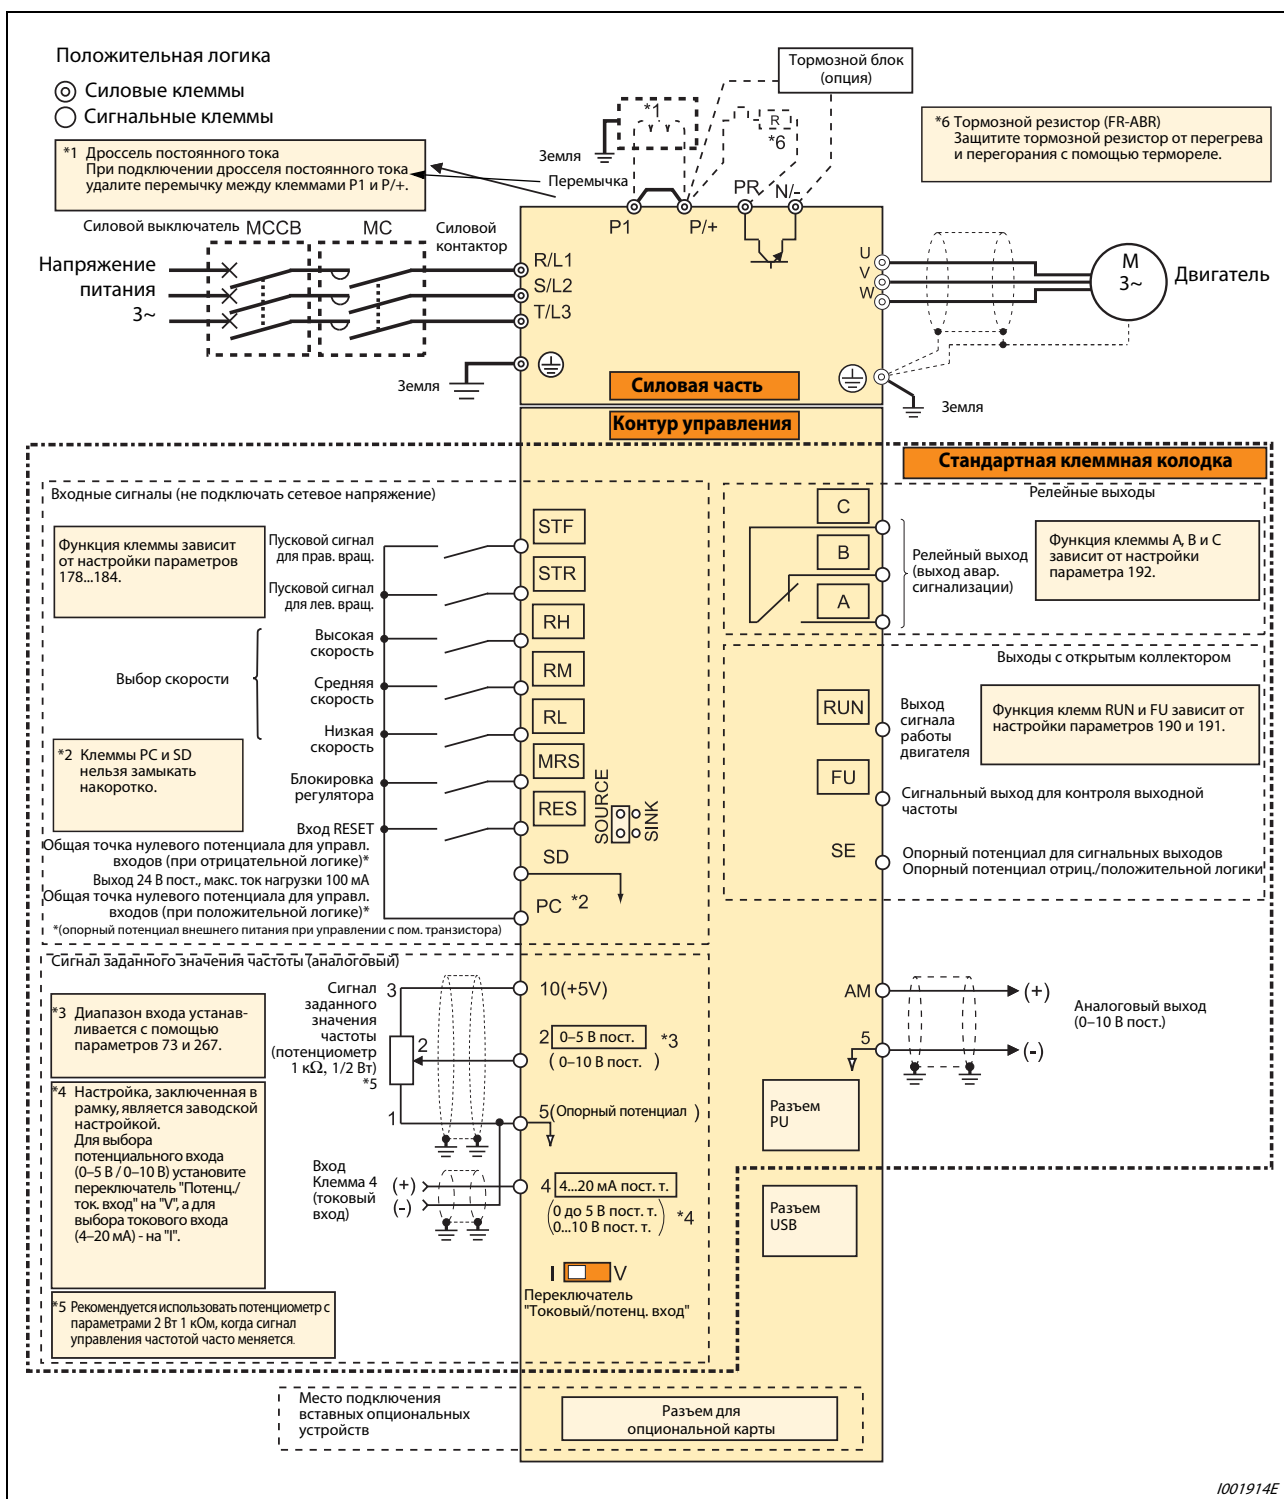 Положительная логика
Силовые клеммы
Сигнальные клеммы
*1 Дроссель постоянного тока
При подключении дросселя постоянного тока
удалите перемычку между клеммами P1 и P/+.
Тормозной блок
(опция)
*1
R
*6
Земля
Перемычка
*6 Тормозной резистор (FR-ABR)
Защитите тормозной резистор от перегрева
и перегорания с помощью термореле.
P1
P/+
PR
N/-
Силовой выключатель
MCCB
MC
Силовой
контактор
Напряжение
питания
3~
R/L1
S/L2
T/L3
Земля
U
V
W
M
3~
Двигатель
Земля
Силовая часть
Контур управления
Стандартная клеммная колодка
Входные сигналы (не подключать сетевое напряжение)
Функция клеммы зависит
от настройки параметров
178...184.
Пусковой сигнал
для прав. вращ.
STF
Пусковой сигнал
для лев. вращ.
STR
Выбор скорости
Высокая
скорость
RH
Средняя
скорость
RM
Низкая
скорость
RL
*2 Клеммы PC и SD
нельзя замыкать
накоротко.
Блокировка
регулятора
MRS
Вход RESET
RES
SOURCE
SINK
Общая точка нулевого потенциала для управл.
входов (при отрицательной логике)*
SD
Выход 24 В пост., макс. ток нагрузки 100 мА
Общая точка нулевого потенциала для управл.
входов (при положительной логике)*
PC *2
*(опорный потенциал внешнего питания при управлении с пом. транзистора)
Релейные выходы
C
B
A
Релейный выход
(выход авар.
сигнализации)
Функция клеммы A, B и C
зависит от настройки
параметра 192.
Выходы с открытым коллектором
RUN
Выход
сигнала
работы
двигателя
Функция клемм RUN и FU зависит от
настройки параметров 190 и 191.
FU
Сигнальный выход для контроля выходной
частоты
SE
Опорный потенциал для сигнальных выходов
Опорный потенциал отриц./положительной логики
Сигнал заданного значения частоты (аналоговый)
*3 Диапазон входа устанав-
ливается с помощью
параметров 73 и 267.
*4 Настройка, заключенная в
рамку, является заводской
настройкой.
Для выбора
потенциального входа
(0–5 В / 0–10 В) установите
переключатель "Потенц./
ток. вход" на "V", а для
выбора токового входа
(4–20 мА) - на "I".
*5 Рекомендуется использовать потенциометр с
параметрами 2 Вт 1 кОм, когда сигнал
управления частотой часто меняется.
Сигнал
заданного
значения
частоты
(потенциометр
1 кΩ, 1/2 Вт)
*5
3
2
1
10(+5V)
2 0–5 В пост. *3
( 0–10 В пост. )
5(Опорный потенциал )
Вход
Клемма 4
(токовый
вход)
(+)
(-)
4 4...20 мА пост. т.
(0 до 5 В пост. т.
0...10 В пост. т.) *4
I
V
Переключатель
"Токовый/потенц. вход"
AM
(+)
5
(-)
Аналоговый выход
(0–10 В пост.)
Разъем
PU
Разъем
USB
Место подключения
вставных опциональных
устройств
Разъем для
опциональной карты
I001914E